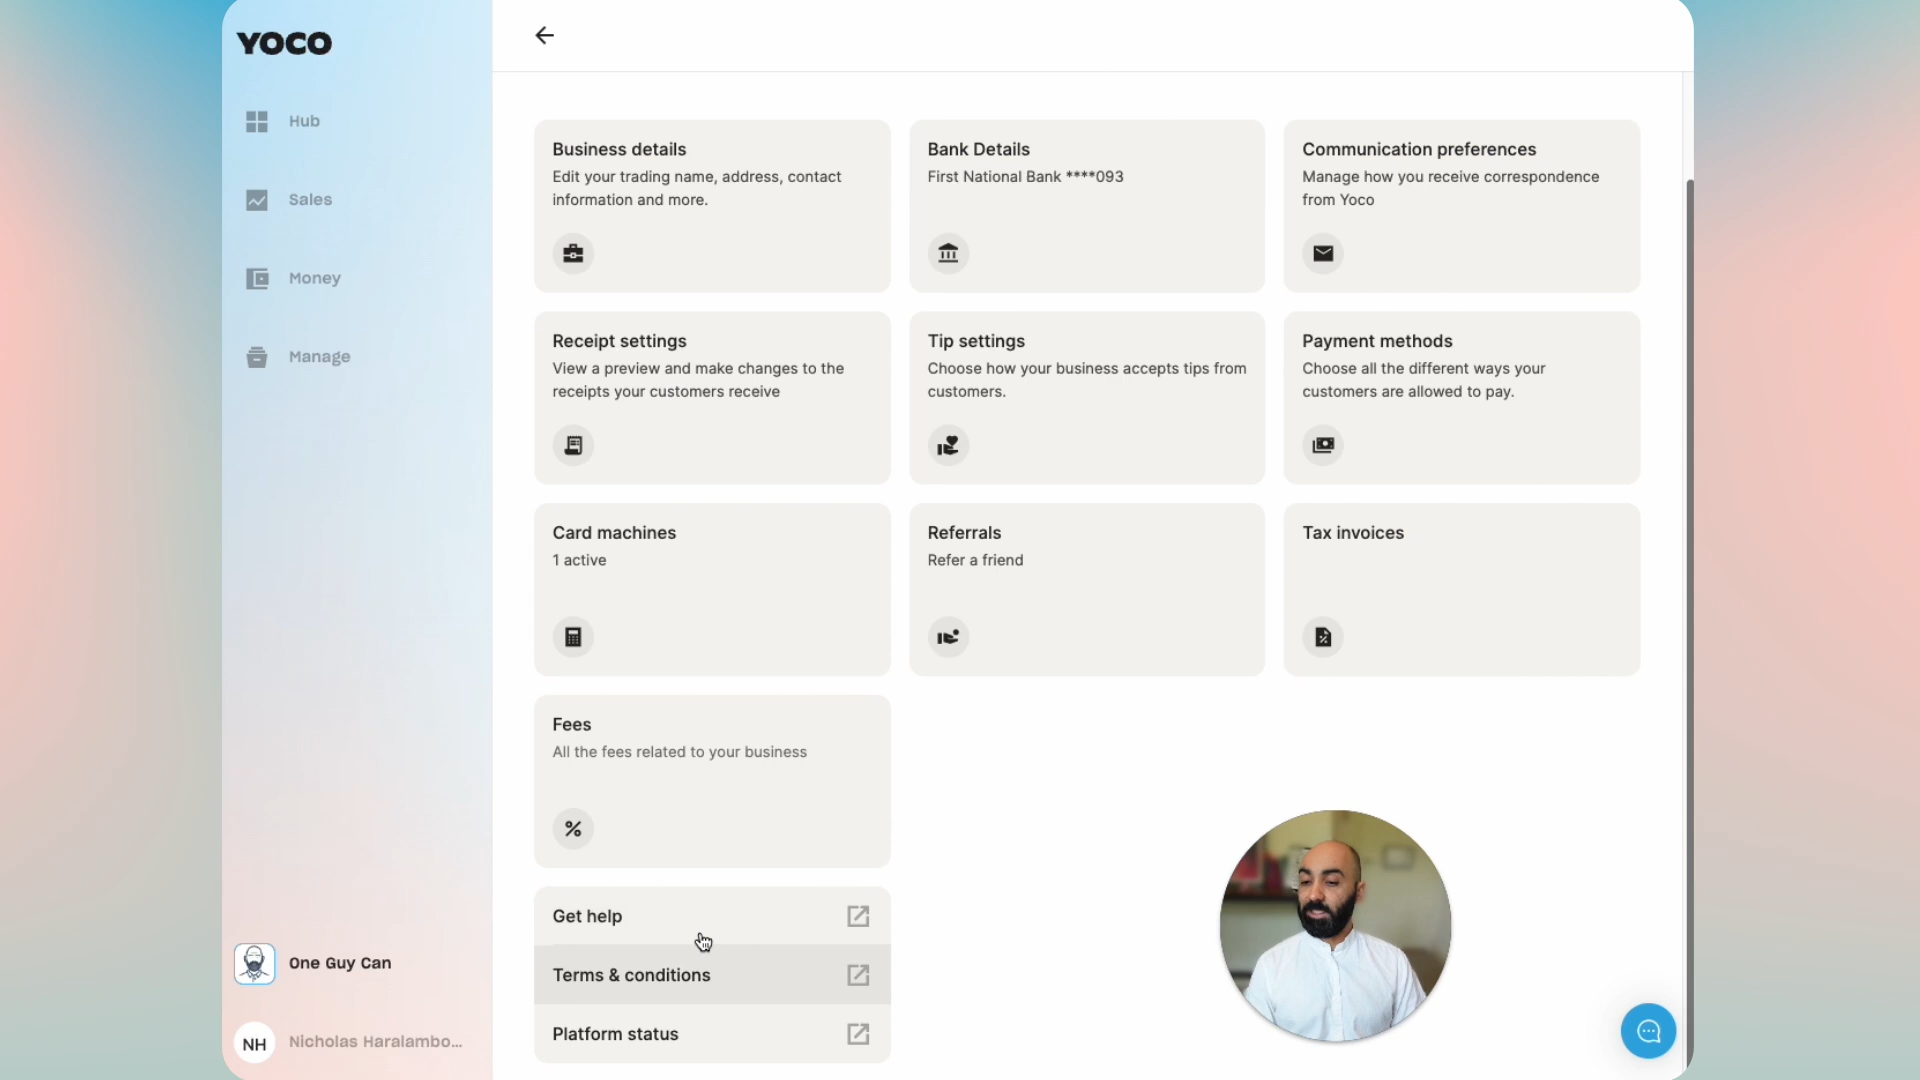 YOCO
Hub
Sales
Money
Manage
One Guy Can
NH
Nicholas Haralambo...
Business details
Edit your trading name, address, contact
information and more.
Bank Details
First National Bank ****093
Communication preferences
Manage how you receive correspondence
from Yoco
Receipt settings
View a preview and make changes to the
receipts your customers receive
Tip settings
Choose how your business accepts tips from
customers.
Payment methods
Choose all the different ways your
customers are allowed to pay.
Card machines
1 active
Referrals
Refer a friend
Tax invoices
Fees
All the fees related to your business
%
Get help
Terms & conditions
Platform status